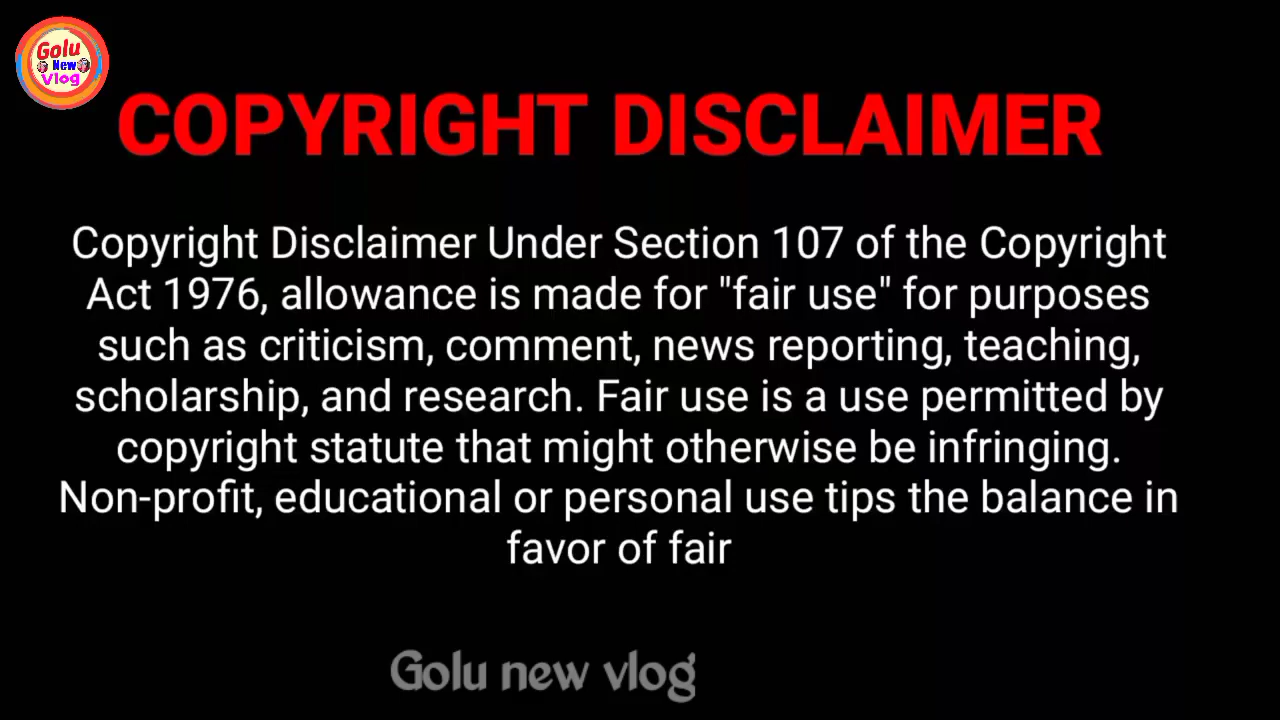 Golu
New
Vlog
COPYRIGHT DISCLAIMER
Copyright Disclaimer Under Section 107 of the Copyright
Act 1976, allowance is made for "fair use" for purposes
such as criticism, comment, news reporting, teaching,
scholarship, and research. Fair use is a use permitted by
copyright statute that might otherwise be infringing.
Non-profit, educational or personal use tips the balance in
favor of fair
Golu new vlog